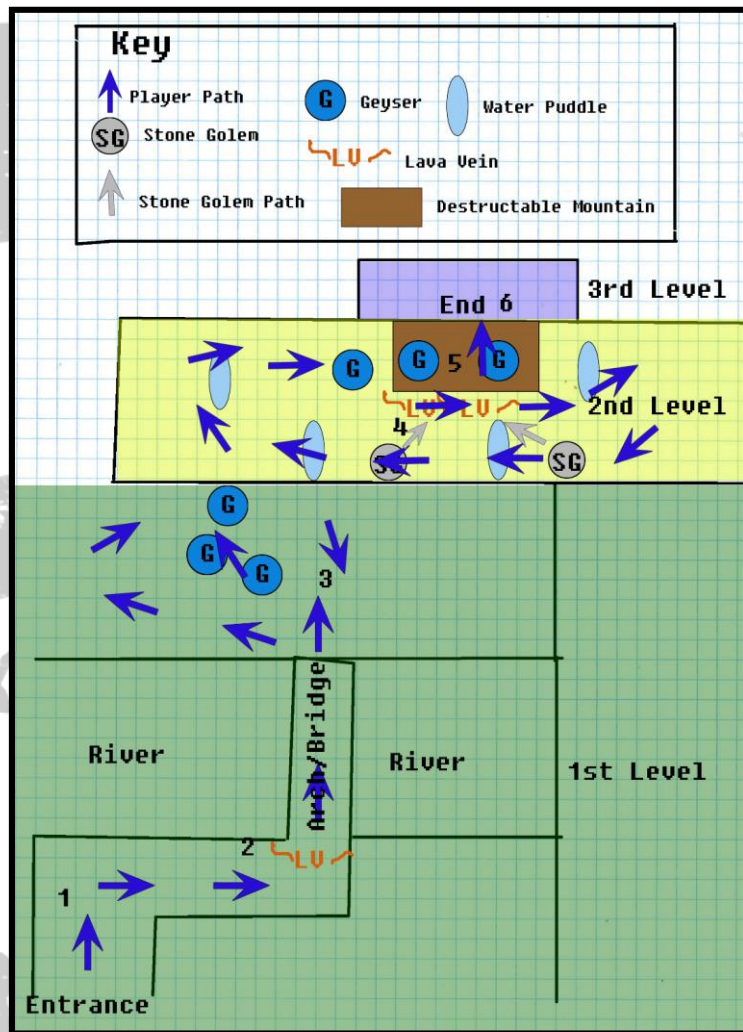 Key
Player Path
G
Geyser
Water Puddle
SG
Stone Golem
LV
Lava Vein
Stone Golem Path
Destructable Mountain
3rd Level
End 6
G
G
5
G
LV
LV
2nd Level
4
SG
SG
G
G
G
3
Arch/Bridge
River
River
1st Level
2
LV
1
Entrance